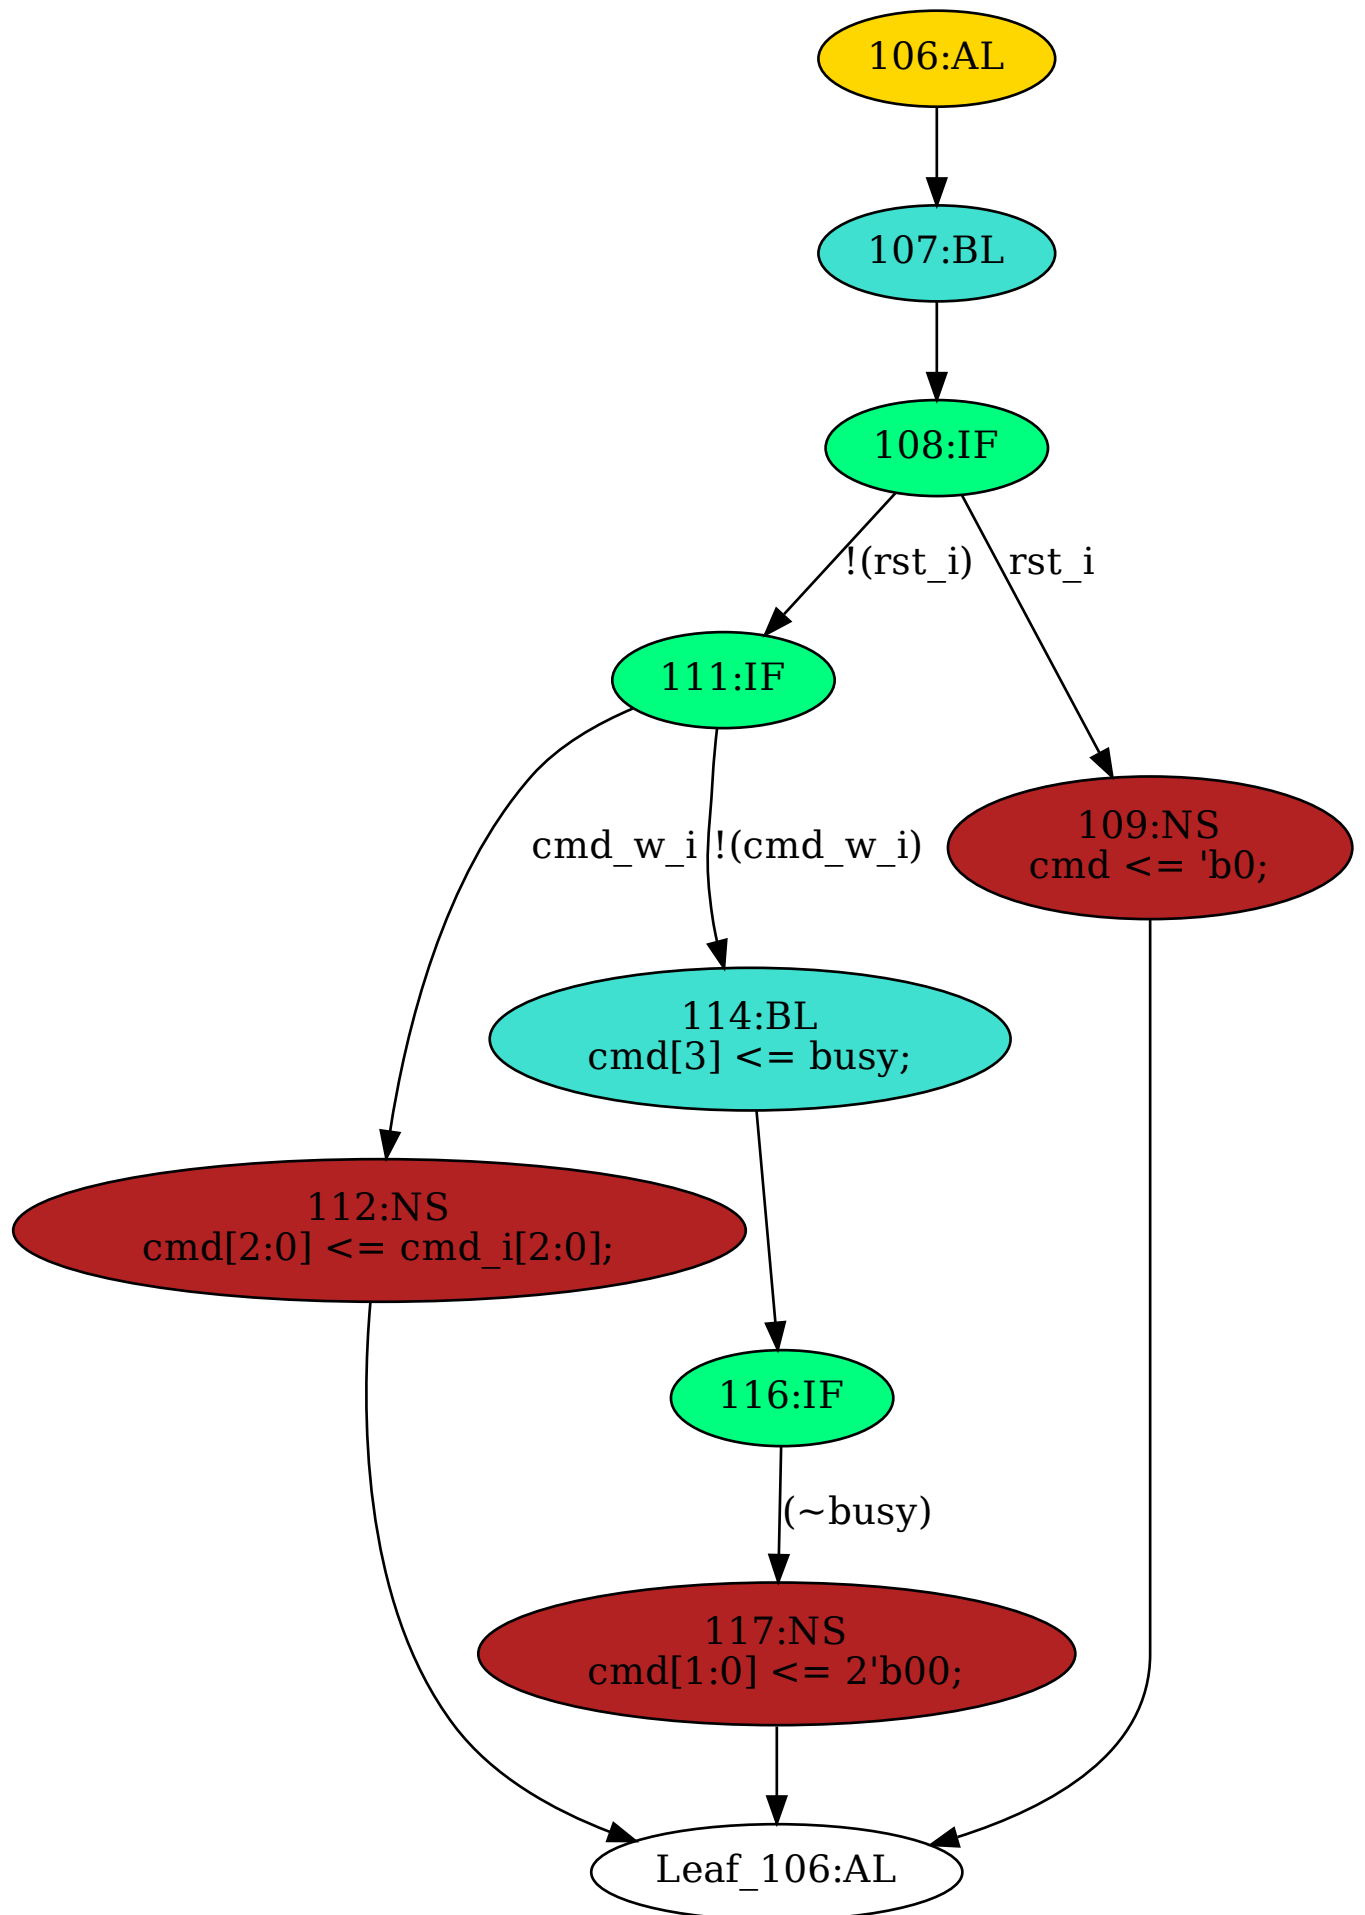 106:AL
107:BL
108:IF
!(rst_i)
rst_i
111:IF
cmd_w_i
!(cmd_w_i)
109:NS
cmd <= 'b0;
114:BL
cmd[3] <= busy;
112:NS
cmd[2:0] <= cmd_i[2:0];
116:IF
(~busy)
117:NS
cmd[1:0] <= 2'b00;
Leaf_106:AL